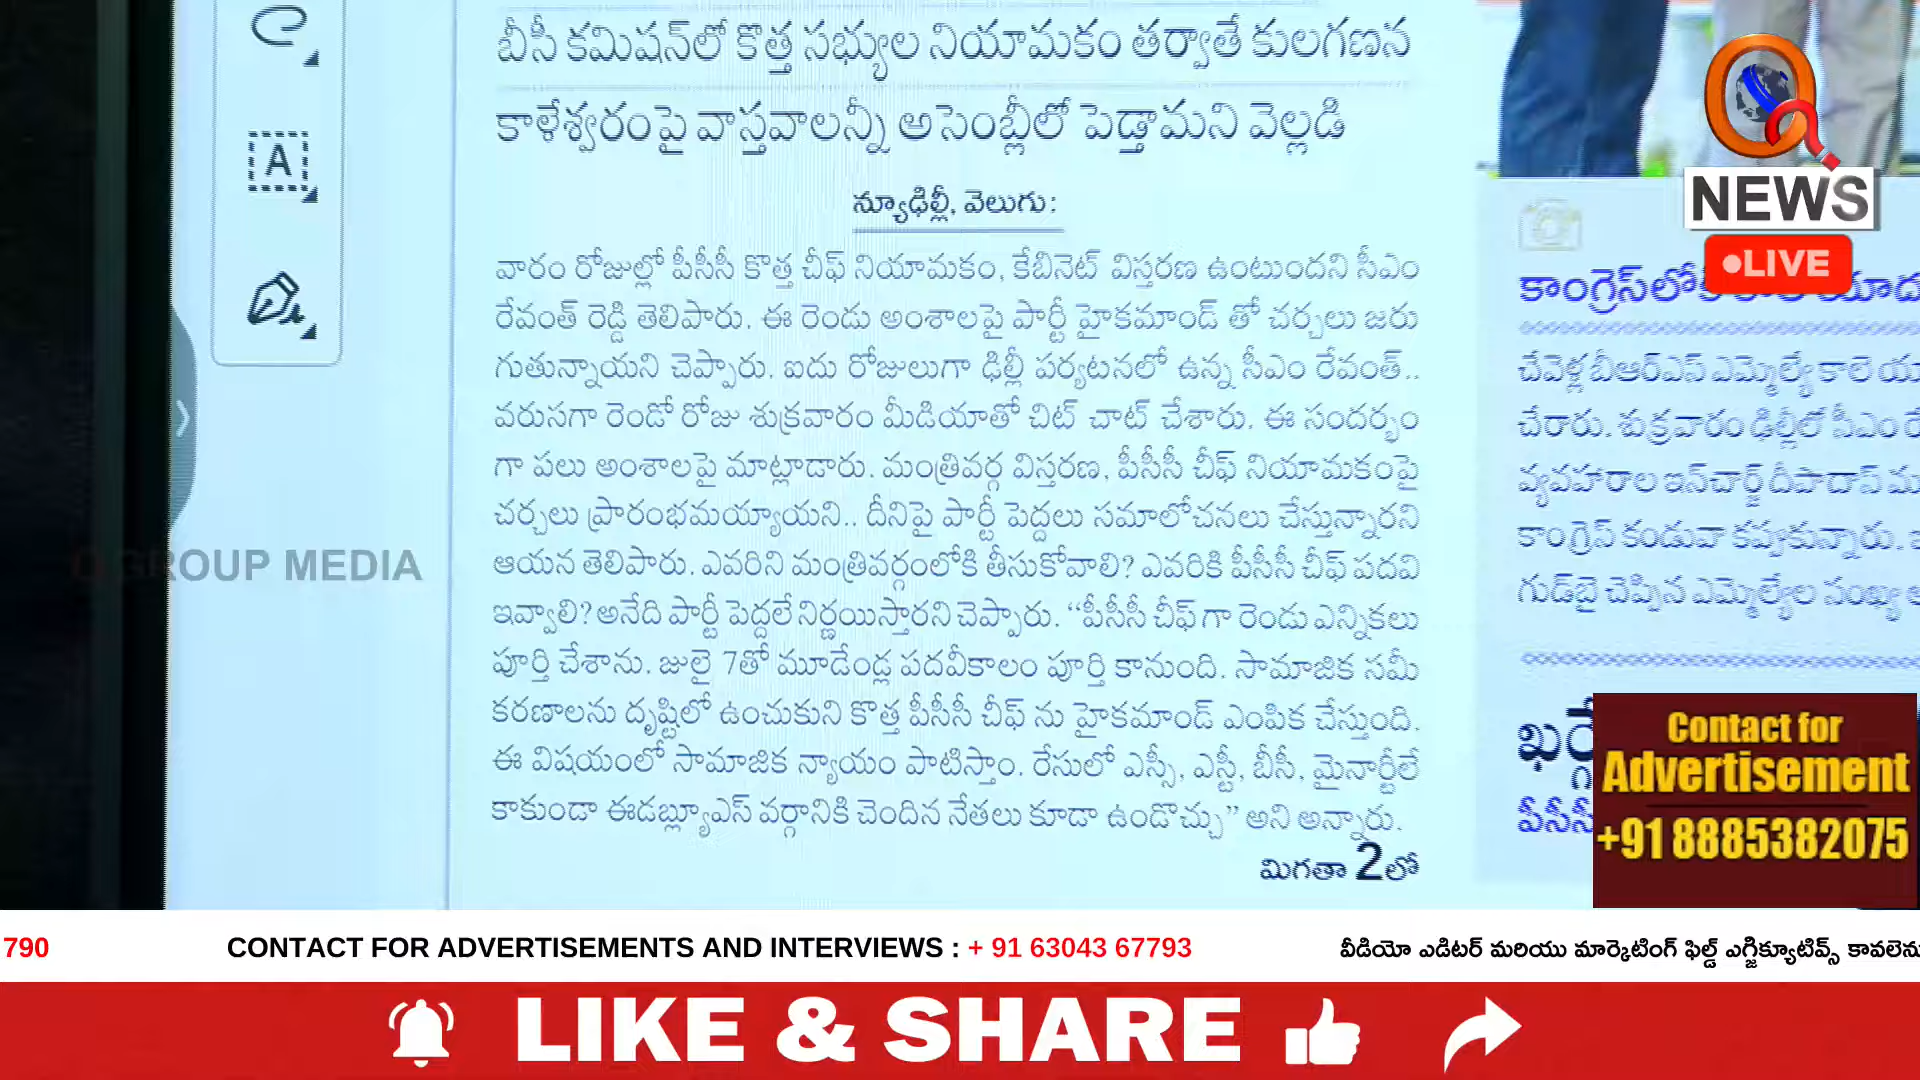 బీసీ కమిషన్‌లో కొత్త సభ్యుల నియామకం తర్వాతే కులగణన
కాళేశ్వరంపై వాస్తవాలన్నీ అసెంబ్లీలో పెడ్తామని వెల్లడి
న్యూఢిల్లీ, వెలుగు:
వారం రోజుల్లో పీసీసీ కొత్త చీఫ్ నియామకం, కేబినెట్ విస్తరణ ఉంటుందని సీఎం
రేవంత్ రెడ్డి తెలిపారు. ఈ రెండు అంశాలపై పార్టీ హైకమాండ్ తో చర్చలు జరు
గుతున్నాయని చెప్పారు. ఐదు రోజులుగా ఢిల్లీ పర్యటనలో ఉన్న సీఎం రేవంత్..
వరుసగా రెండో రోజు శుక్రవారం మీడియాతో చిట్ చాట్ చేశారు. ఈ సందర్భం
గా పలు అంశాలపై మాట్లాడారు. మంత్రివర్గ విస్తరణ, పీసీసీ చీఫ్ నియామకంపై
చర్చలు ప్రారంభమయ్యాయని.. దీనిపై పార్టీ పెద్దలు సమాలోచనలు చేస్తున్నారని
ఆయన తెలిపారు. ఎవరిని మంత్రివర్గంలోకి తీసుకోవాలి? ఎవరికి పీసీసీ చీఫ్ పదవి
ఇవ్వాలి? అనేది పార్టీ పెద్దలే నిర్ణయిస్తారని చెప్పారు. “పీసీసీ చీఫ్ గా రెండు ఎన్నికలు
పూర్తి చేశాను. జులై 7తో మూడేండ్ల పదవీకాలం పూర్తి కానుంది. సామాజిక సమీ
కరణాలను దృష్టిలో ఉంచుకుని కొత్త పీసీసీ చీఫ్ ను హైకమాండ్ ఎంపిక చేస్తుంది.
ఈ విషయంలో సామాజిక న్యాయం పాటిస్తాం. రేసులో ఎస్సీ, ఎస్టీ, బీసీ, మైనార్టీలే
కాకుండా ఈడబ్ల్యూఎస్ వర్గానికి చెందిన నేతలు కూడా ఉండొచ్చు” అని అన్నారు.
మిగతా 2లో
కాంగ్రెస్‌లోకి
చేవెళ్ల బీఆర్ఎస్ ఎమ్మెల్యే కాలె
చేరారు. శుక్రవారం ఢిల్లీలో సీఎం
వ్యవహారాల ఇన్‌చార్జ్ దీపాదాస్
కాంగ్రెస్ కండువా కప్పుకున్నారు.
గుడ్‌బై చెప్పిన ఎమ్మెల్యేల సంఖ్య
పీసీసీ
A
Q GROUP MEDIA
NEWS
LIVE
Contact for
Advertisement
+91 8885382075
790 CONTACT FOR ADVERTISEMENTS AND INTERVIEWS : + 91 63043 67793 వీడియో ఎడిటర్ మరియు మార్కెటింగ్ ఫిల్డ్ ఎగ్జిక్యూటివ్స్ కావలెను
LIKE & SHARE